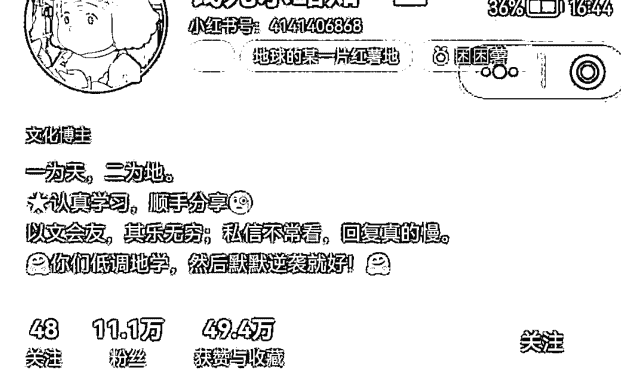 36% 16:44
小红书号：4141406868
地球的某一片红薯地 困困薯
文化博主
一为天，二为地。
🌟认真学习，顺手分享🧐
以文会友，其乐无穷；私信不常看，回复真的慢。
🤗你们低调地学，然后默默逆袭就好！🤗
48 11.1万 49.4万
关注 粉丝 获赞与收藏 关注